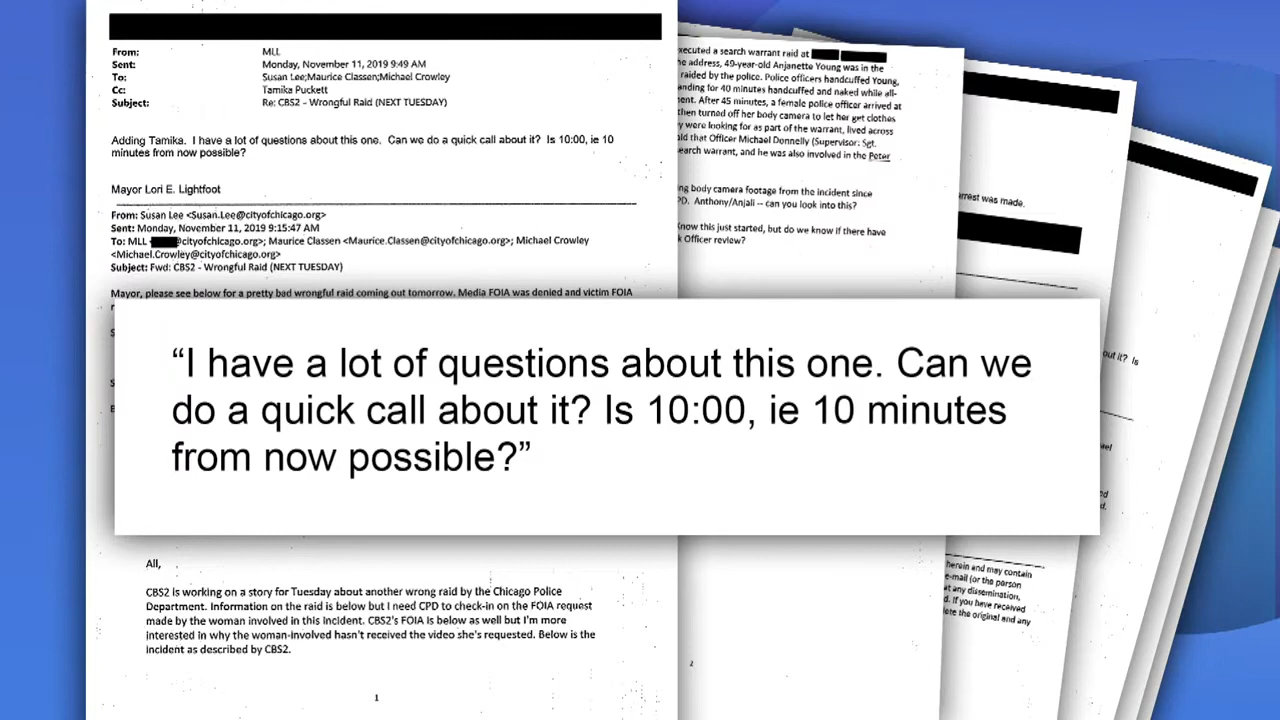 From: MLL
Sent: Monday, November 11, 2019 9:49 AM
To: Susan Lee;Maurice Classen;Michael Crowley
Cc: Tamika Puckett
Subject: Re: CBS2 - Wrongful Raid (NEXT TUESDAY)
Adding Tamika. I have a lot of questions about this one. Can we do a quick call about it? Is 10:00, ie 10
minutes from now possible?
Mayor Lori E. Lightfoot
From: Susan Lee <Susan.Lee@cityofchicago.org>
Sent: Monday, November 11, 2019 9:15:47 AM
To: MLL @cityofchicago.org>; Maurice Classen <Maurice.Classen@cityofchicago.org>; Michael Crowley
<Michael.Crowley@cityofchicago.org>
Subject: Fwd: CBS2 - Wrongful Raid (NEXT TUESDAY)
Mayor, please see below for a pretty bad wrongful raid coming out tomorrow. Media FOIA was denied and victim FOIA
“I have a lot of questions about this one. Can we
do a quick call about it? Is 10:00, ie 10 minutes
from now possible?”
All,
CBS2 is working on a story for Tuesday about another wrong raid by the Chicago Police
Department. Information on the raid is below but I need CPD to check-in on the FOIA request
made by the woman involved in this incident. CBS2's FOIA is below as well but I'm more
interested in why the woman-involved hasn't received the video she's requested. Below is the
incident as described by CBS2.
1
xecuted a search warrant raid at
e address, 49-year-old Anjanette Young was in the
raided by the police. Police officers handcuffed Young,
anding for 40 minutes handcuffed and naked while all-
ent. After 45 minutes, a female police officer arrived at
then turned off her body camera to let her get clothes
y were looking for as part of the warrant, lived across
ld that Officer Michael Donnelly (Supervisor: Sgt.
earch warrant, and he was also involved in the Peter
ng body camera footage from the incident since
PD. Anthony/Anjali -- can you look into this?
now this just started, but do we know if there have
k Officer review?
2
rrest was made.
herein and may contain
e-mail (or the person
at any dissemination,
d. If you have received
lete the original and any
out it? Is